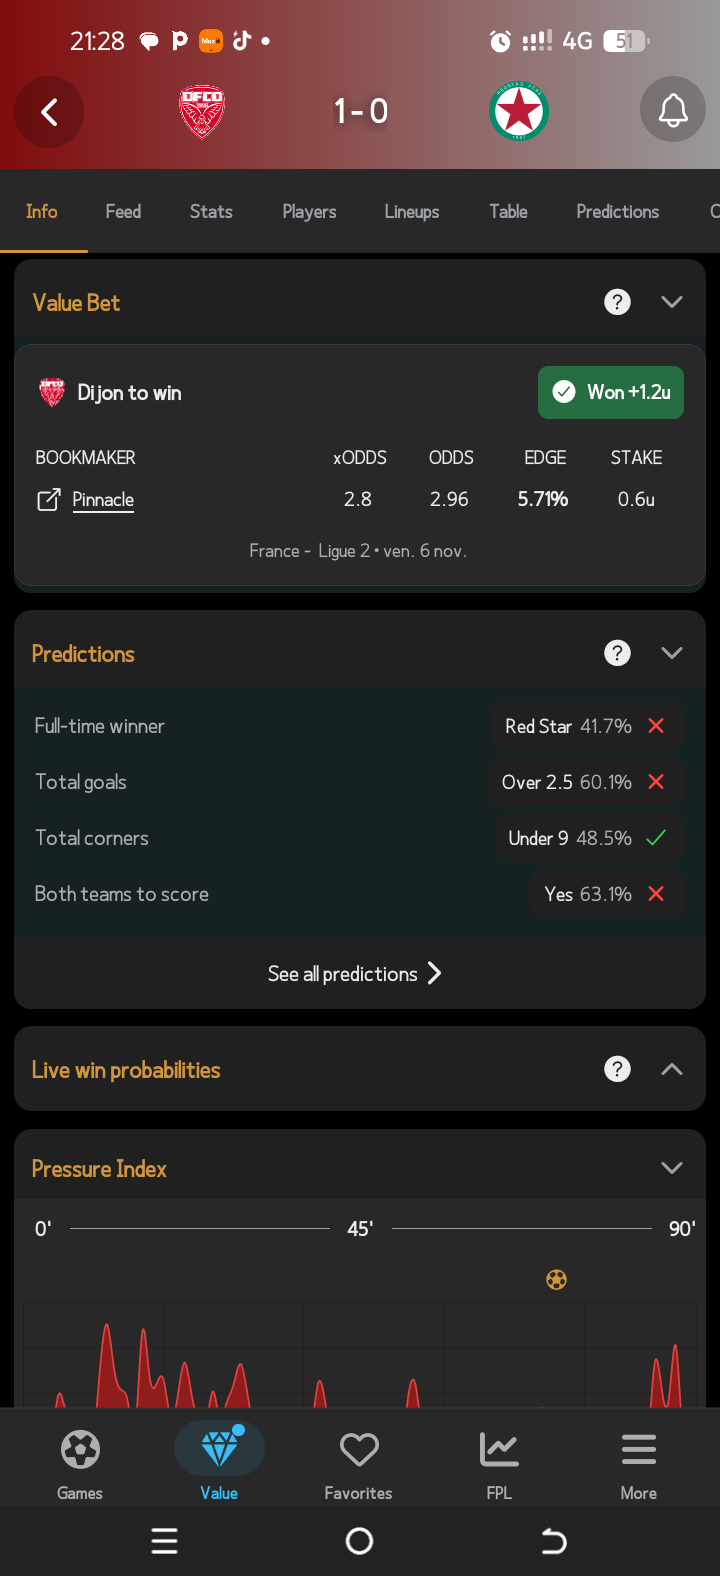 21:28 4G 51
DFCO 1 - 0
Info Feed Stats Players Lineups Table Predictions
Value Bet ?
Dijon to win Won +1.2u
BOOKMAKER xODDS ODDS EDGE STAKE
Pinnacle 2.8 2.96 5.71% 0.6u
France - Ligue 2 • ven. 6 nov.
Predictions ?
Full-time winner Red Star 41.7%
Total goals Over 2.5 60.1%
Total corners Under 9 48.5%
Both teams to score Yes 63.1%
See all predictions
Live win probabilities ?
Pressure Index
0' 45' 90'
Games Value Favorites FPL More